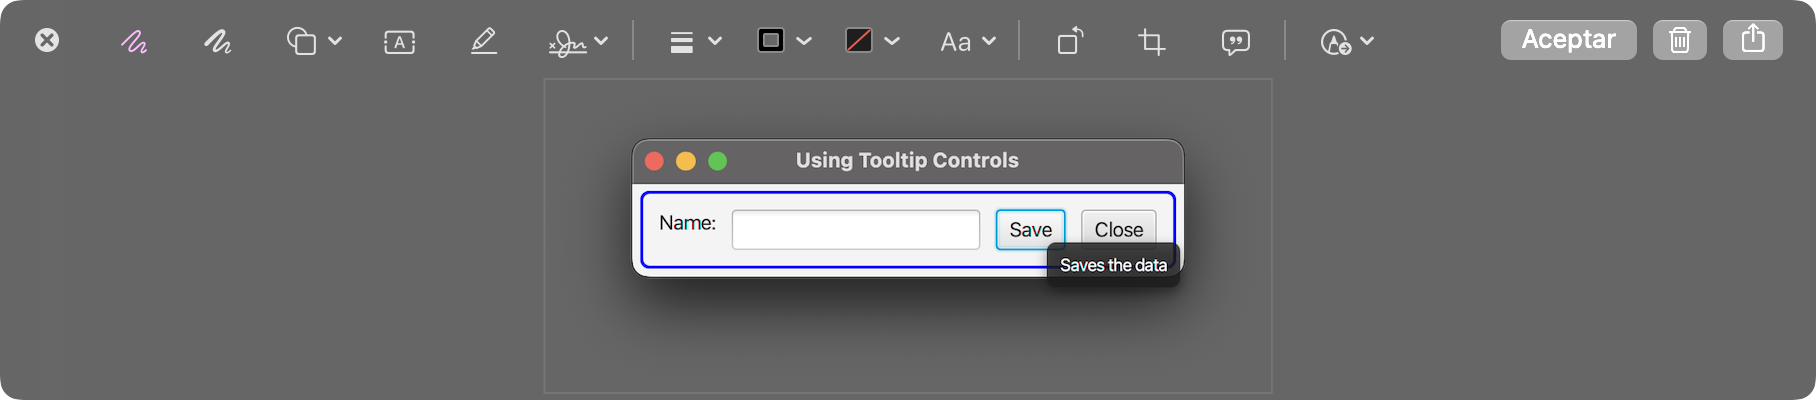 A
Aa
A
Aceptar
Using Tooltip Controls
Name:
Save
Close
Saves the data